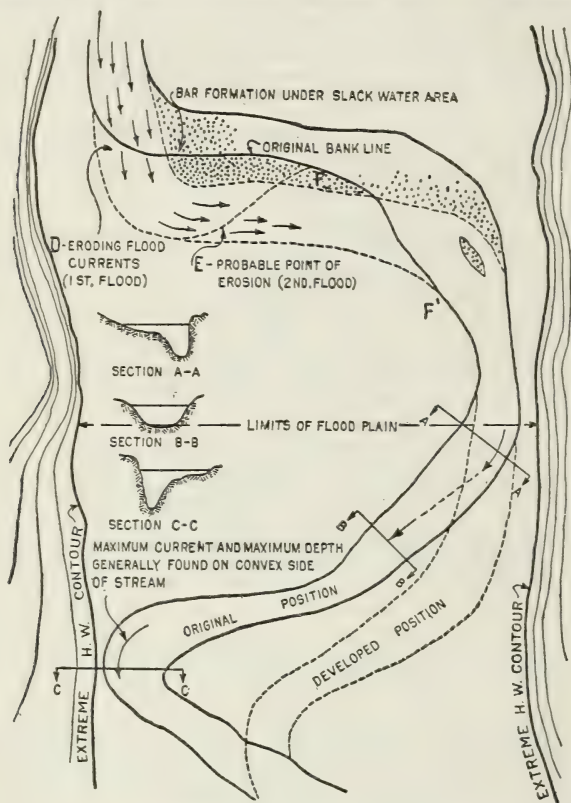 BAR FORMATION UNDER SLACK WATER AREA
ORIGINAL BANK LINE
F
D-ERODING FLOOD
CURRENTS
(1ST, FLOOD)
E-PROBABLE POINT OF
EROSION (2ND, FLOOD)
F'
SECTION A-A
LIMITS OF FLOOD PLAIN
SECTION B-B
A
A
B
B
SECTION C-C
MAXIMUM CURRENT AND MAXIMUM DEPTH
GENERALLY FOUND ON CONVEX SIDE
OF STREAM
ORIGINAL POSITION
DEVELOPED POSITION
C
C
EXTREME H.W. CONTOUR
EXTREME H.W. CONTOUR